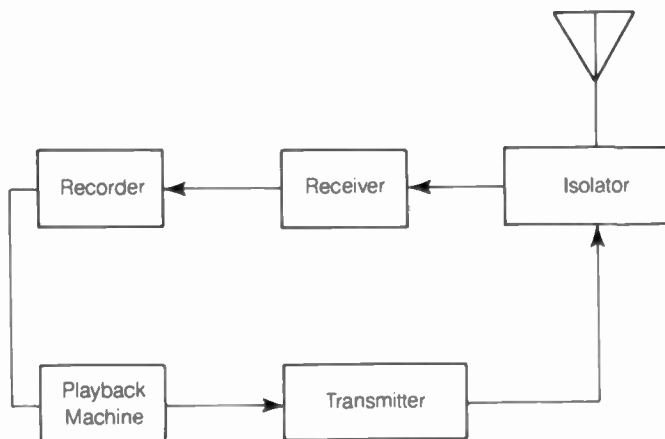 Recorder
Receiver
Isolator
Playback
Machine
Transmitter